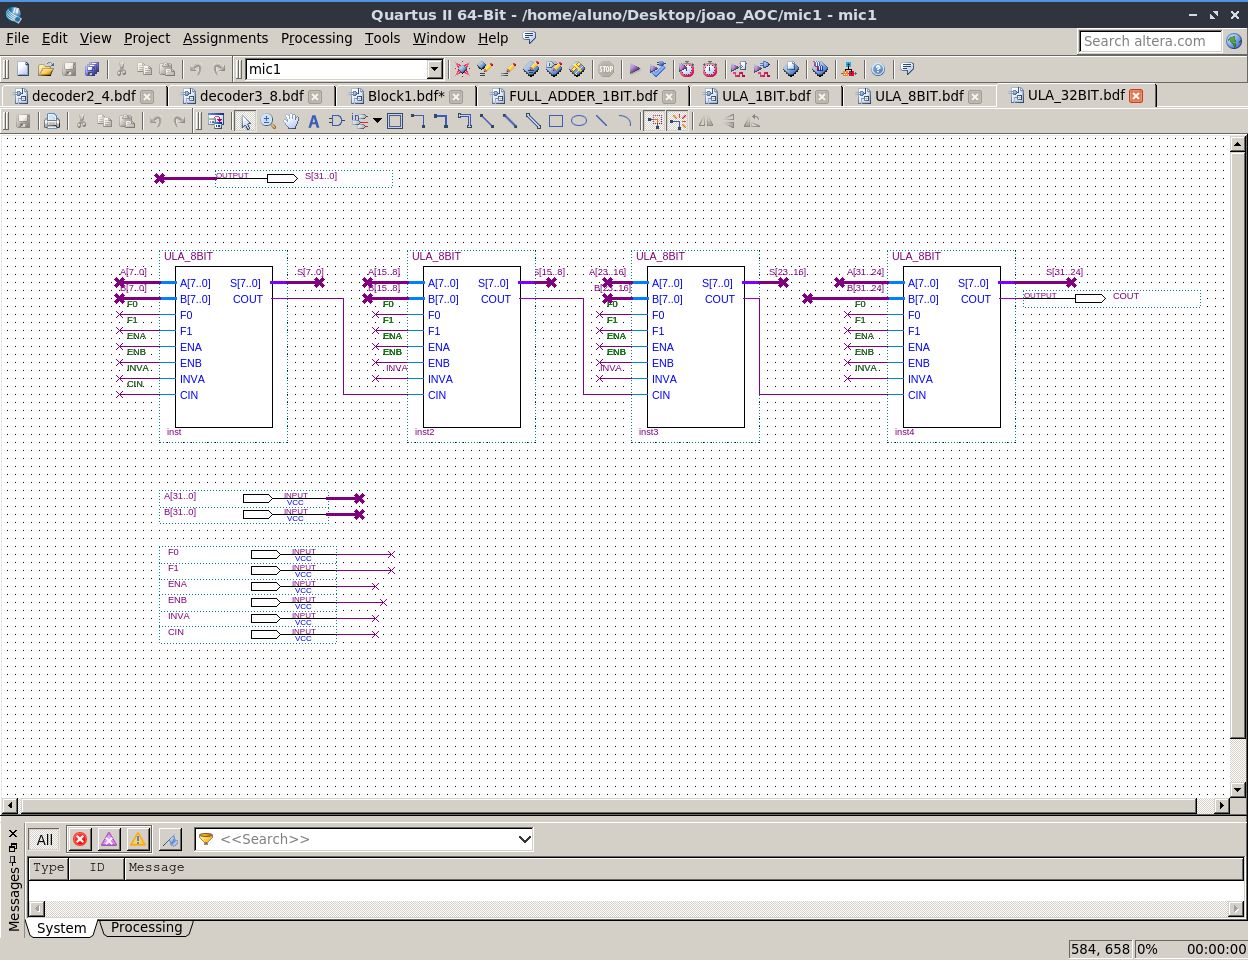 Quartus II 64-Bit - /home/aluno/Desktop/joao_AOC/mic1 - mic1
File Edit View Project Assignments Processing Tools Window Help
Search altera.com
mic1
STOP
decoder2_4.bdf decoder3_8.bdf Block1.bdf* FULL_ADDER_1BIT.bdf ULA_1BIT.bdf ULA_8BIT.bdf ULA_32BIT.bdf
OUTPUT S[31..0]
ULA_8BIT ULA_8BIT ULA_8BIT ULA_8BIT
A[7..0] S[7..0] A[15..8] S[15..8] A[23..16] S[23..16] A[31..24] S[31..24]
A[7..0] S[7..0] A[7..0] S[7..0] A[7..0] S[7..0] A[7..0] S[7..0]
B[7..0] B[15..8] B[23..16] B[31..24]
B[7..0] COUT B[7..0] COUT B[7..0] COUT B[7..0] COUT OUTPUT COUT
F0 F0 F0 F0
F0 F0 F0 F0
F1 F1 F1 F1
F1 F1 F1 F1
ENA ENA ENA ENA
ENA ENA ENA ENA
ENB ENB ENB ENB
ENB ENB ENB ENB
INVA INVA INVA INVA
INVA INVA INVA INVA
CIN
CIN CIN CIN CIN
inst inst2 inst3 inst4
A[31..0] INPUT
VCC
B[31..0] INPUT
VCC
F0 INPUT
VCC
F1 INPUT
VCC
ENA INPUT
VCC
ENB INPUT
VCC
INVA INPUT
VCC
CIN INPUT
VCC
Messages
All <<Search>>
Type ID Message
System Processing
584, 658 0% 00:00:00